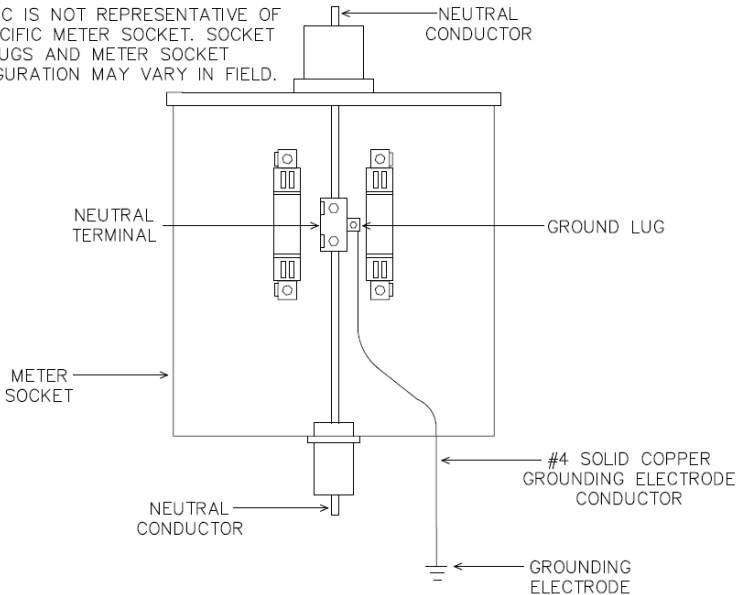 IC IS NOT REPRESENTATIVE OF
CIFIC METER SOCKET. SOCKET
UGS AND METER SOCKET
GURATION MAY VARY IN FIELD.
NEUTRAL
CONDUCTOR
NEUTRAL
TERMINAL
GROUND LUG
METER
SOCKET
#4 SOLID COPPER
GROUNDING ELECTRODE
CONDUCTOR
NEUTRAL
CONDUCTOR
GROUNDING
ELECTRODE